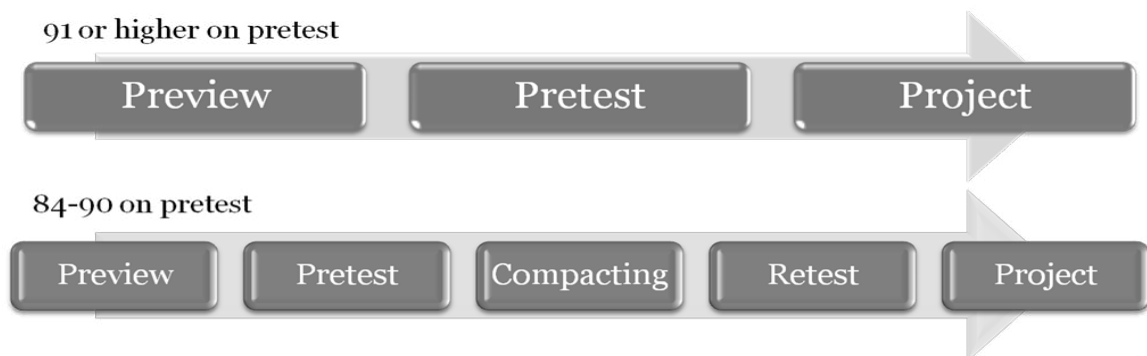 91 or higher on pretest
Preview Pretest Project
84-90 on pretest
Preview Pretest Compacting Retest Project